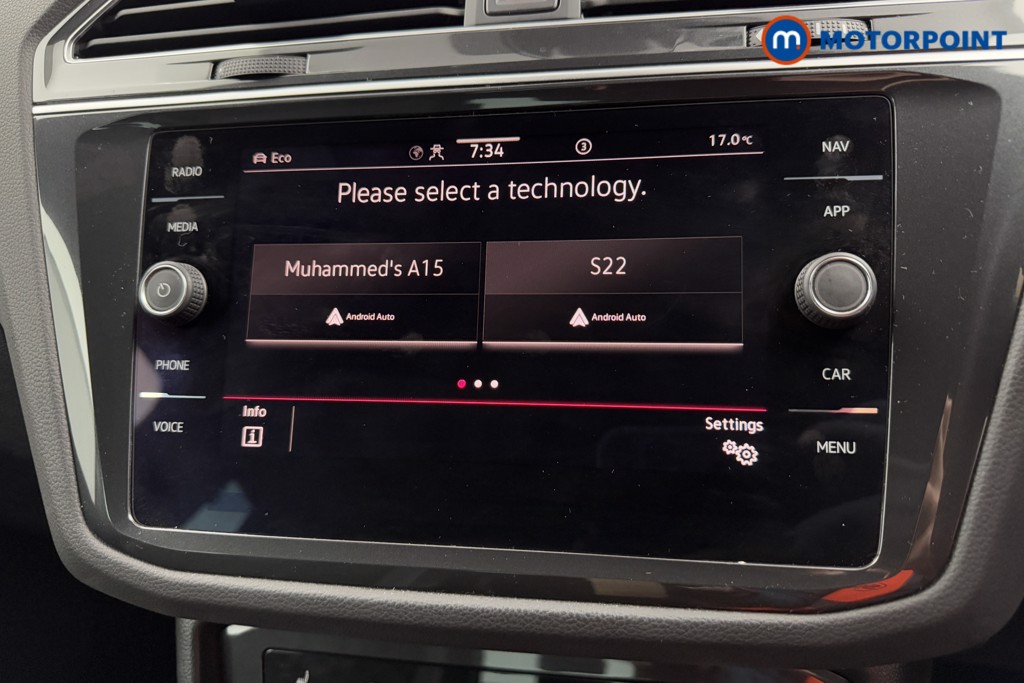 m MOTORPOINT
Eco 7:34 3 17.0°C
Please select a technology.
Muhammed's A15
Android Auto
S22
Android Auto
Info
i
Settings
RADIO
MEDIA
PHONE
VOICE
NAV
APP
CAR
MENU